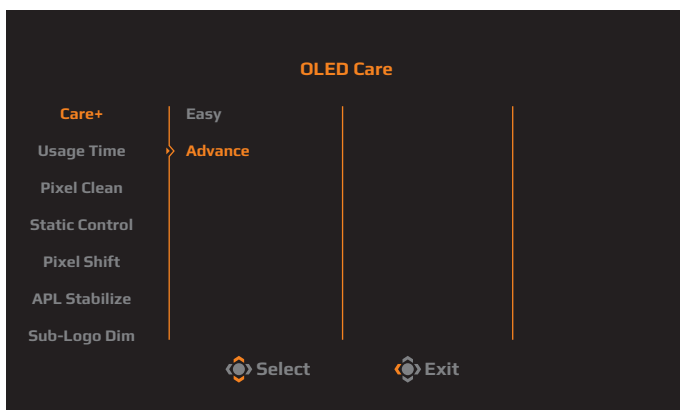 OLED Care
Care+
Easy
Usage Time
Advance
Pixel Clean
Static Control
Pixel Shift
APL Stabilize
Sub-Logo Dim
Select
Exit